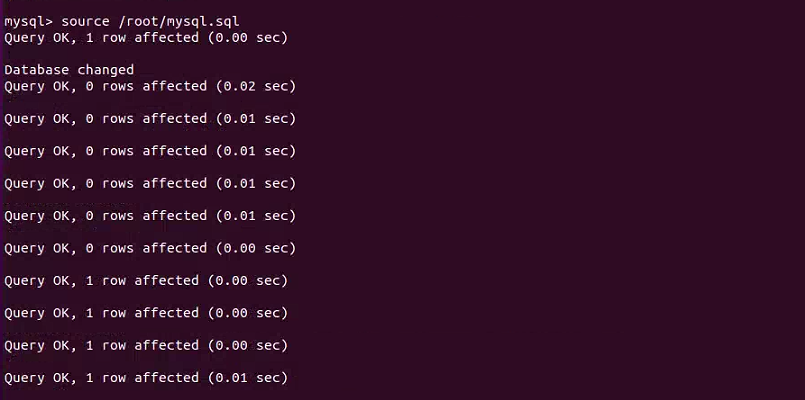 mysql> source /root/mysql.sql
Query OK, 1 row affected (0.00 sec)
Database changed
Query OK, 0 rows affected (0.02 sec)
Query OK, 0 rows affected (0.01 sec)
Query OK, 0 rows affected (0.01 sec)
Query OK, 0 rows affected (0.01 sec)
Query OK, 0 rows affected (0.01 sec)
Query OK, 0 rows affected (0.00 sec)
Query OK, 1 row affected (0.00 sec)
Query OK, 1 row affected (0.00 sec)
Query OK, 1 row affected (0.00 sec)
Query OK, 1 row affected (0.01 sec)